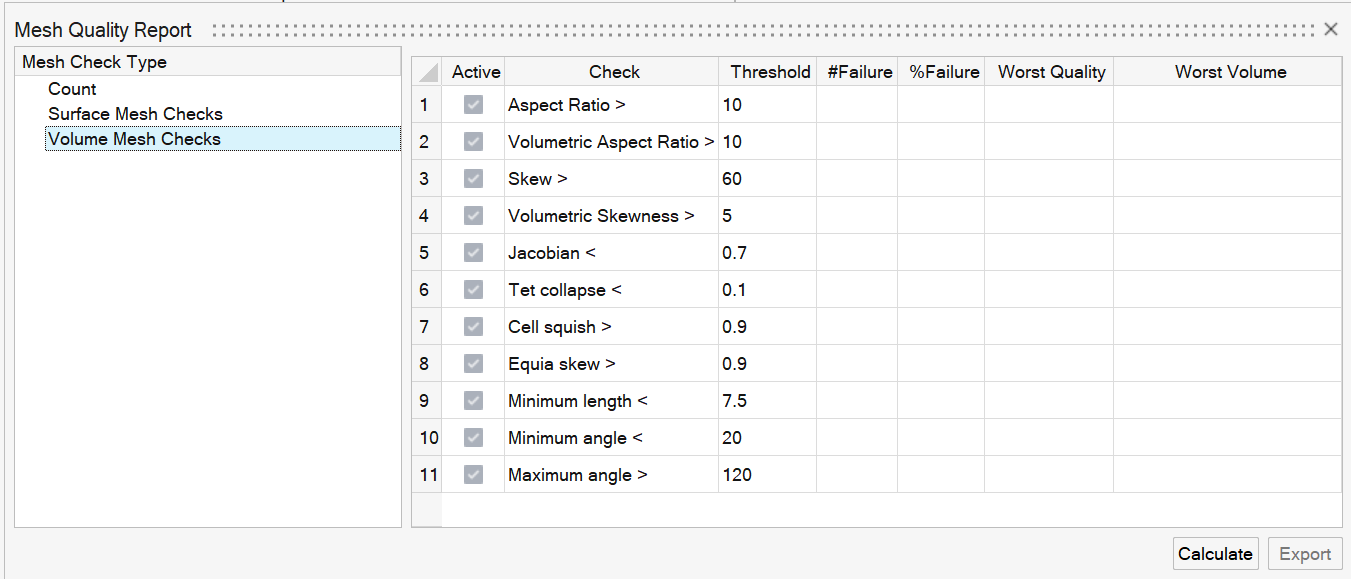 Mesh Quality Report
Mesh Check Type
Count
Surface Mesh Checks
Volume Mesh Checks
Active Check Threshold #Failure %Failure Worst Quality Worst Volume
1 Aspect Ratio > 10
2 Volumetric Aspect Ratio > 10
3 Skew > 60
4 Volumetric Skewness > 5
5 Jacobian < 0.7
6 Tet collapse < 0.1
7 Cell squish > 0.9
8 Equia skew > 0.9
9 Minimum length < 7.5
10 Minimum angle < 20
11 Maximum angle > 120
Calculate Export